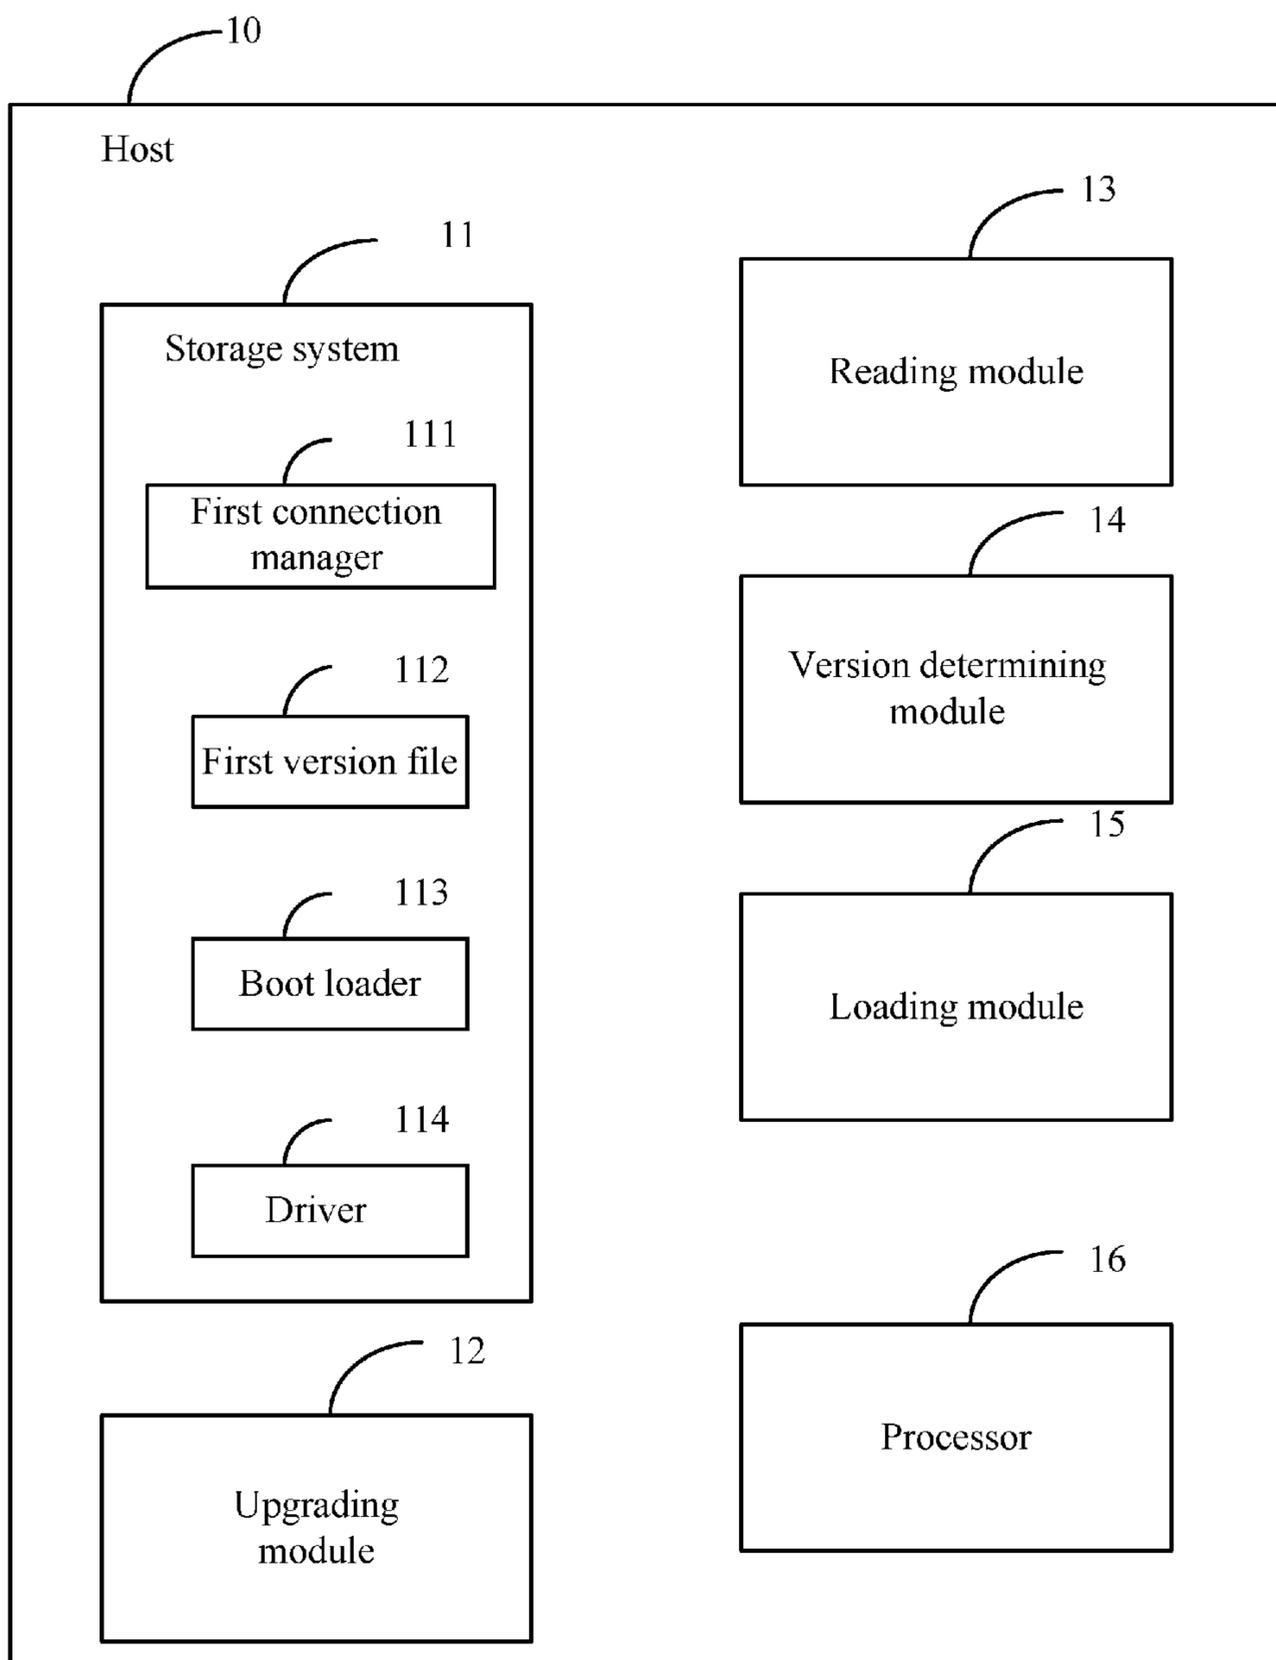 10
Host
11
Storage system
111
First connection
manager
112
First version file
113
Boot loader
114
Driver
12
Upgrading
module
13
Reading module
14
Version determining
module
15
Loading module
16
Processor